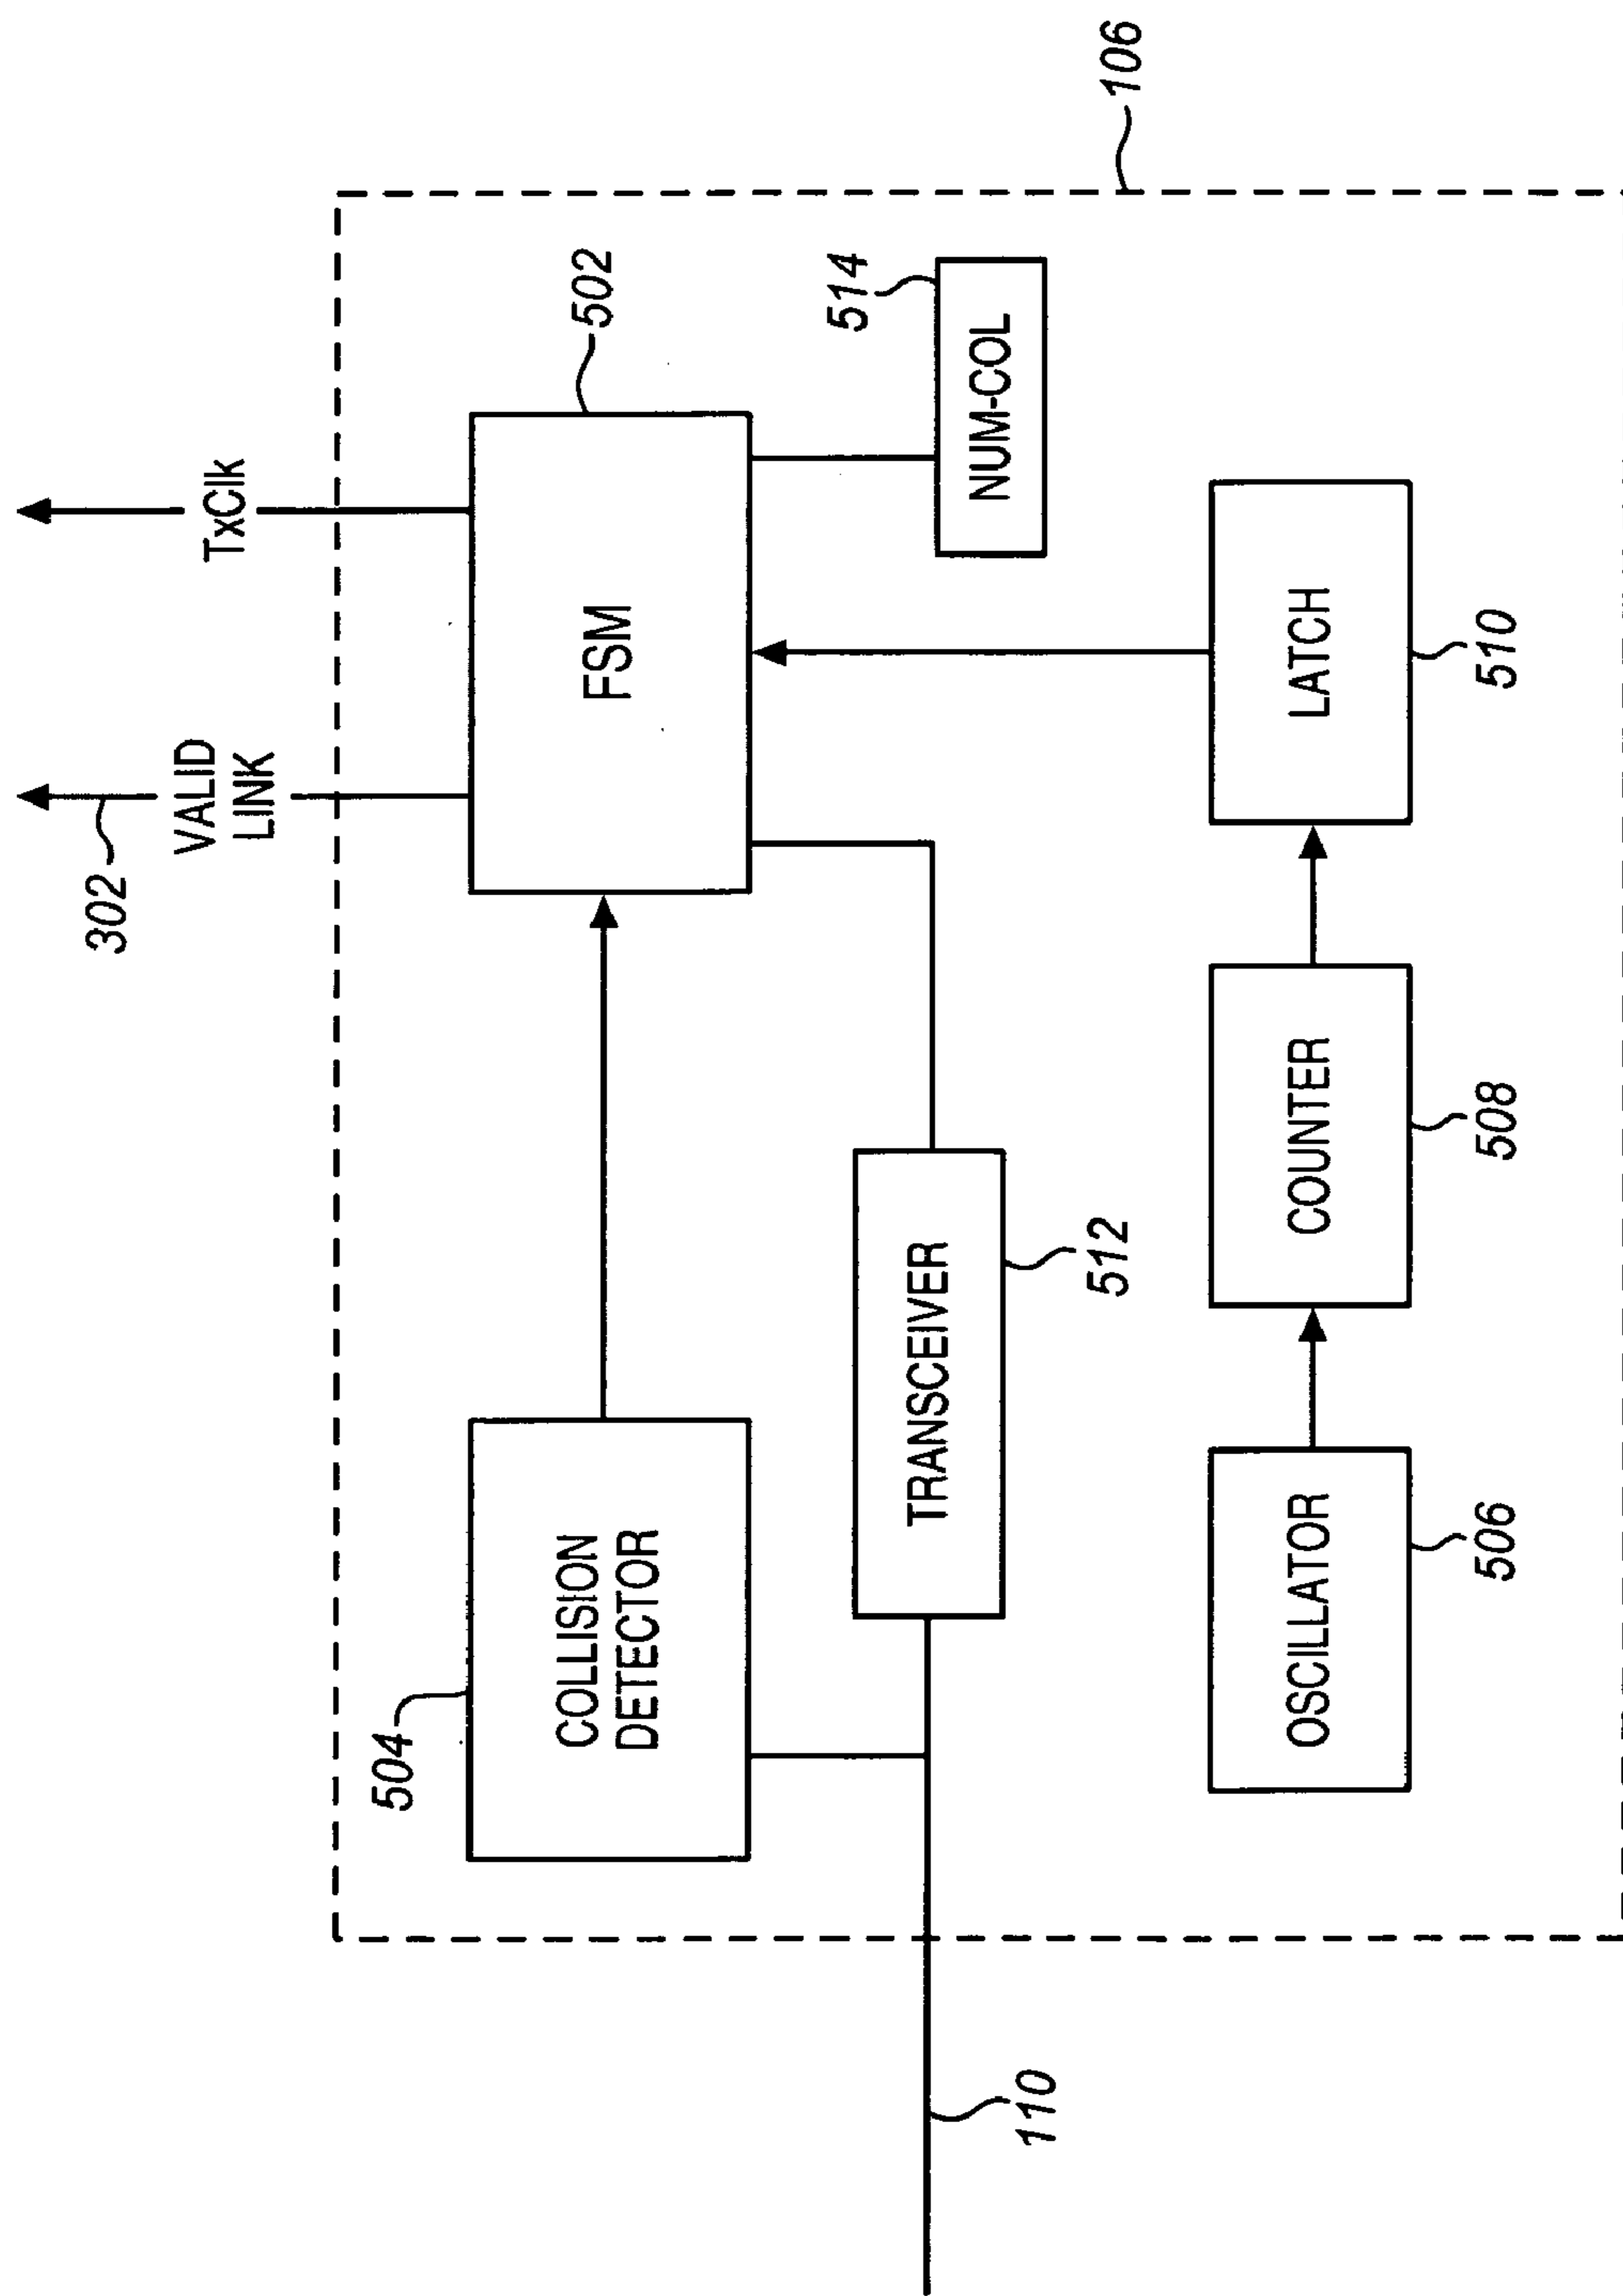 302
VALID
LINK
TxClk
106
504
COLLISION
DETECTOR
FSM
502
TRANSCEIVER
512
NUM-COL
514
110
OSCILLATOR
506
COUNTER
508
LATCH
510